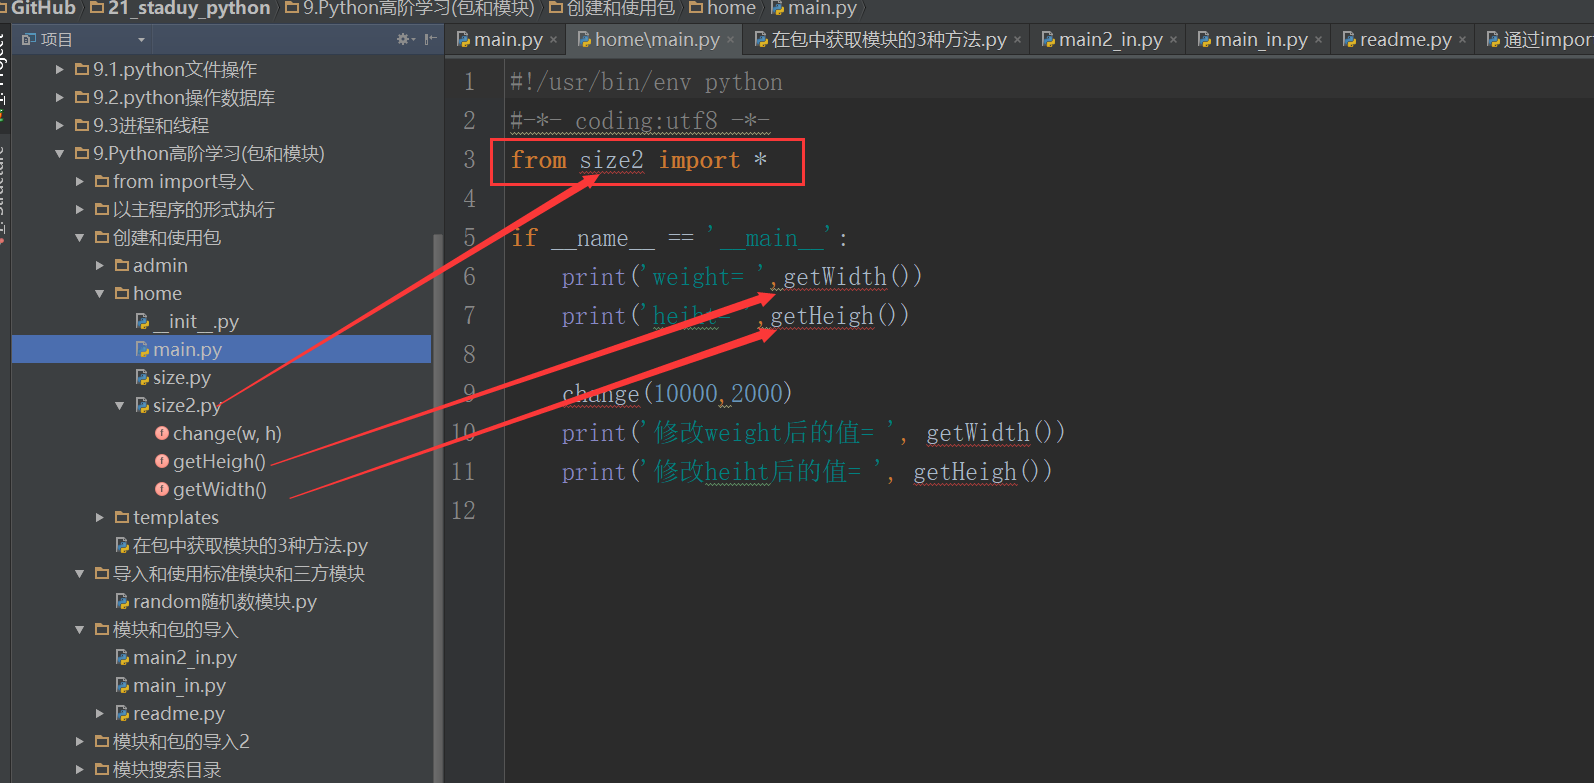 GitHub 21_staduy_python 9.Python高阶学习(包和模块) 创建和使用包 home main.py
项目
main.py × home\main.py × 在包中获取模块的3种方法.py × main2_in.py × main_in.py × readme.py × 通过impor
9.1.python文件操作
9.2.python操作数据库
9.3进程和线程
9.Python高阶学习(包和模块)
from import导入
以主程序的形式执行
创建和使用包
admin
home
__init__.py
main.py
size.py
size2.py
change(w, h)
getHeigh()
getWidth()
templates
在包中获取模块的3种方法.py
导入和使用标准模块和三方模块
random随机数模块.py
模块和包的导入
main2_in.py
main_in.py
readme.py
模块和包的导入2
模块搜索目录
1 #!/usr/bin/env python
2 #-*- coding:utf8 -*-
3 from size2 import *
4
5 if __name__ == '__main__':
6 print('weight= ',getWidth())
7 print('heiht= ',getHeigh())
8
9 change(10000,2000)
10 print('修改weight后的值= ', getWidth())
11 print('修改heiht后的值= ', getHeigh())
12